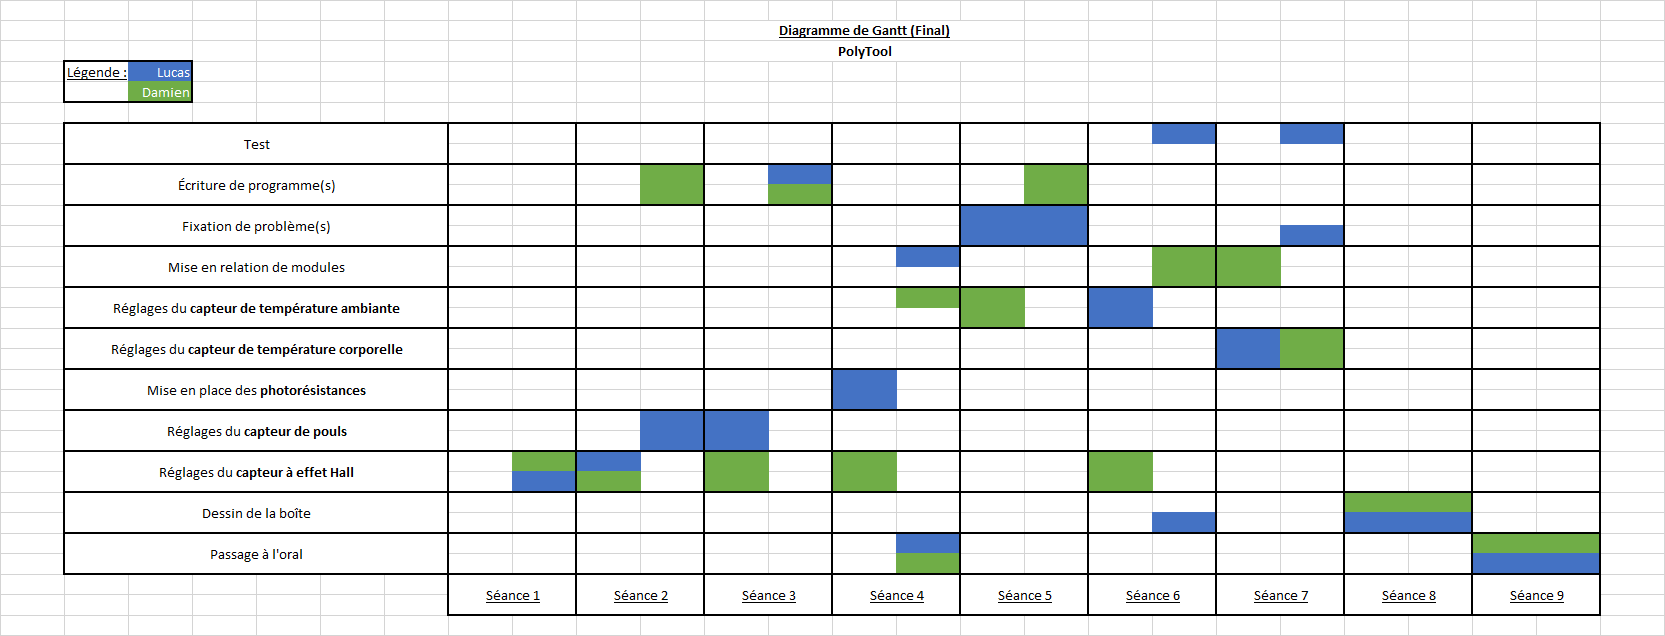 Diagramme de Gantt (Final)
PolyTool
Légende : Lucas
Damien
Test
Écriture de programme(s)
Fixation de problème(s)
Mise en relation de modules
Réglages du capteur de température ambiante
Réglages du capteur de température corporelle
Mise en place des photorésistances
Réglages du capteur de pouls
Réglages du capteur à effet Hall
Dessin de la boîte
Passage à l'oral
Séance 1 Séance 2 Séance 3 Séance 4 Séance 5 Séance 6 Séance 7 Séance 8 Séance 9